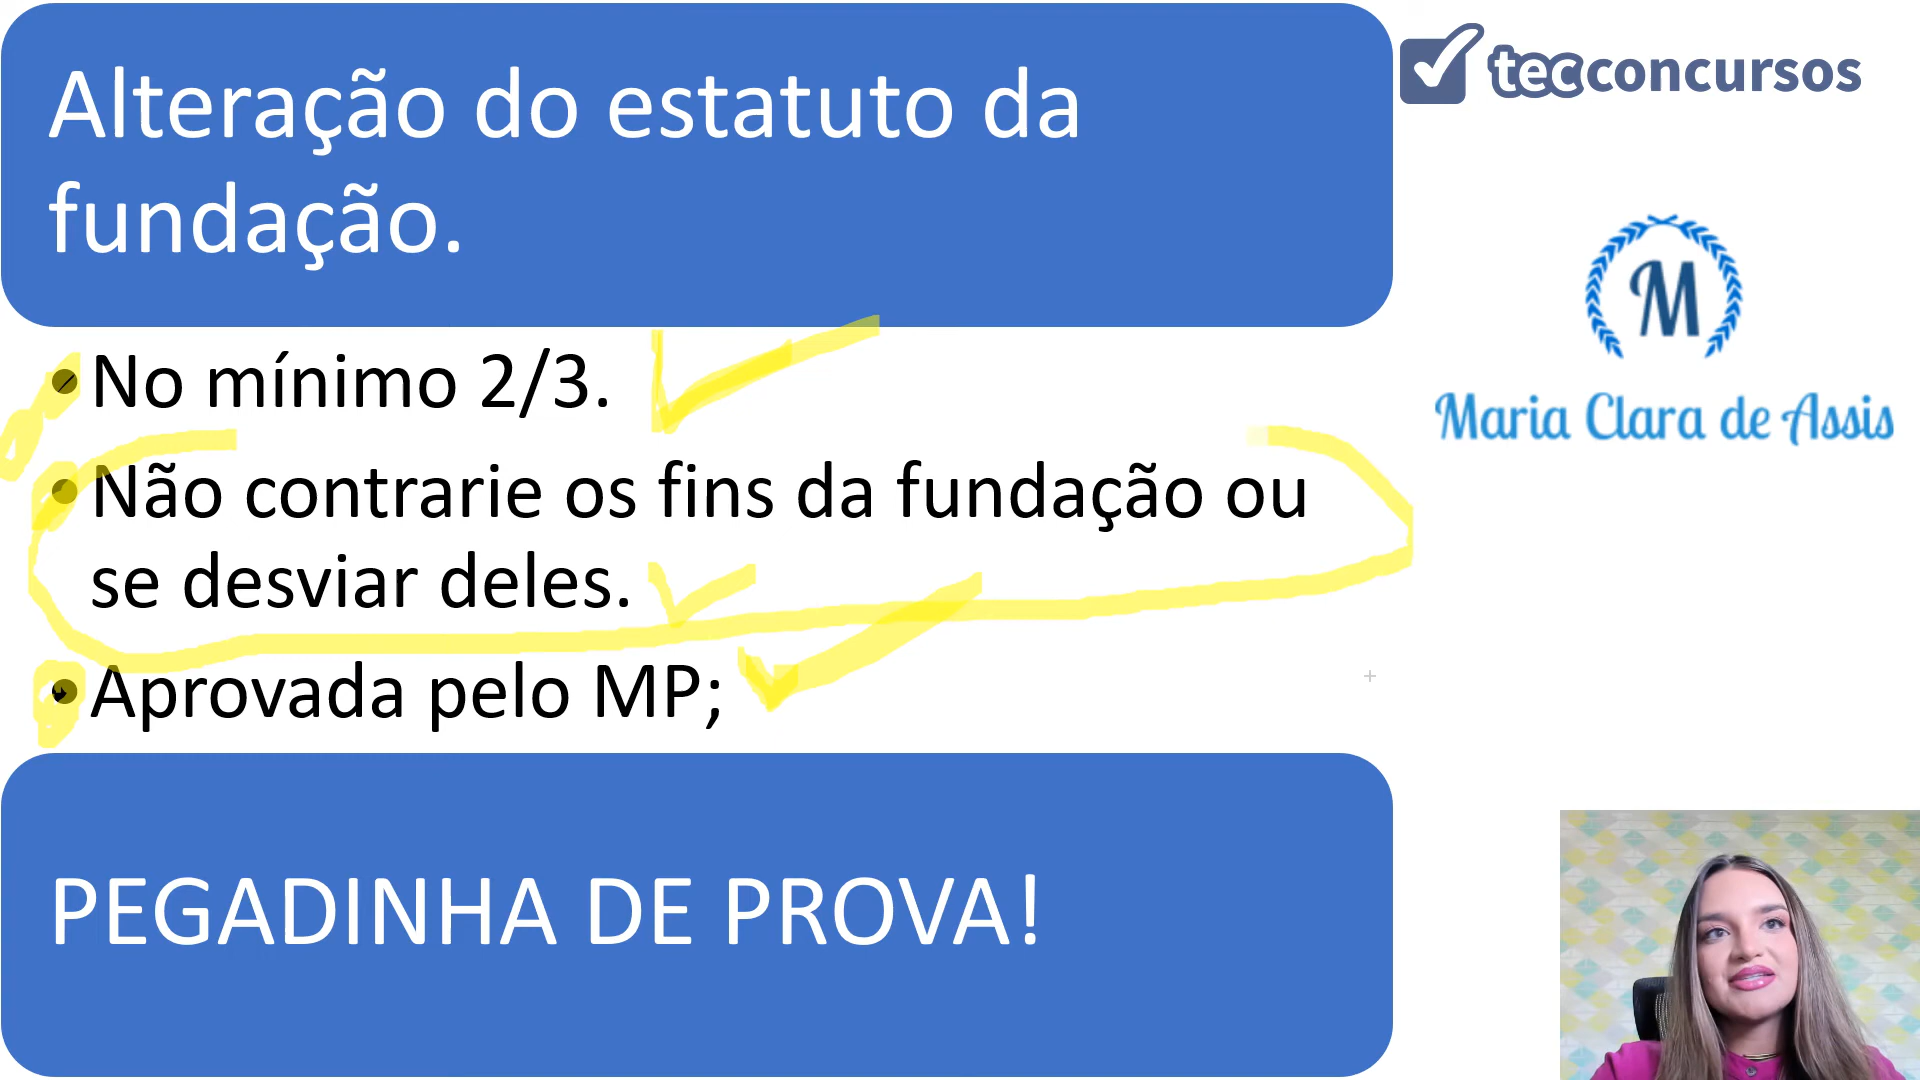 Alteração do estatuto da
fundação.
tecconcursos
M
Maria Clara de Assis
•No mínimo 2/3.
•Não contrarie os fins da fundação ou
se desviar deles.
•Aprovada pelo MP;
PEGADINHA DE PROVA!